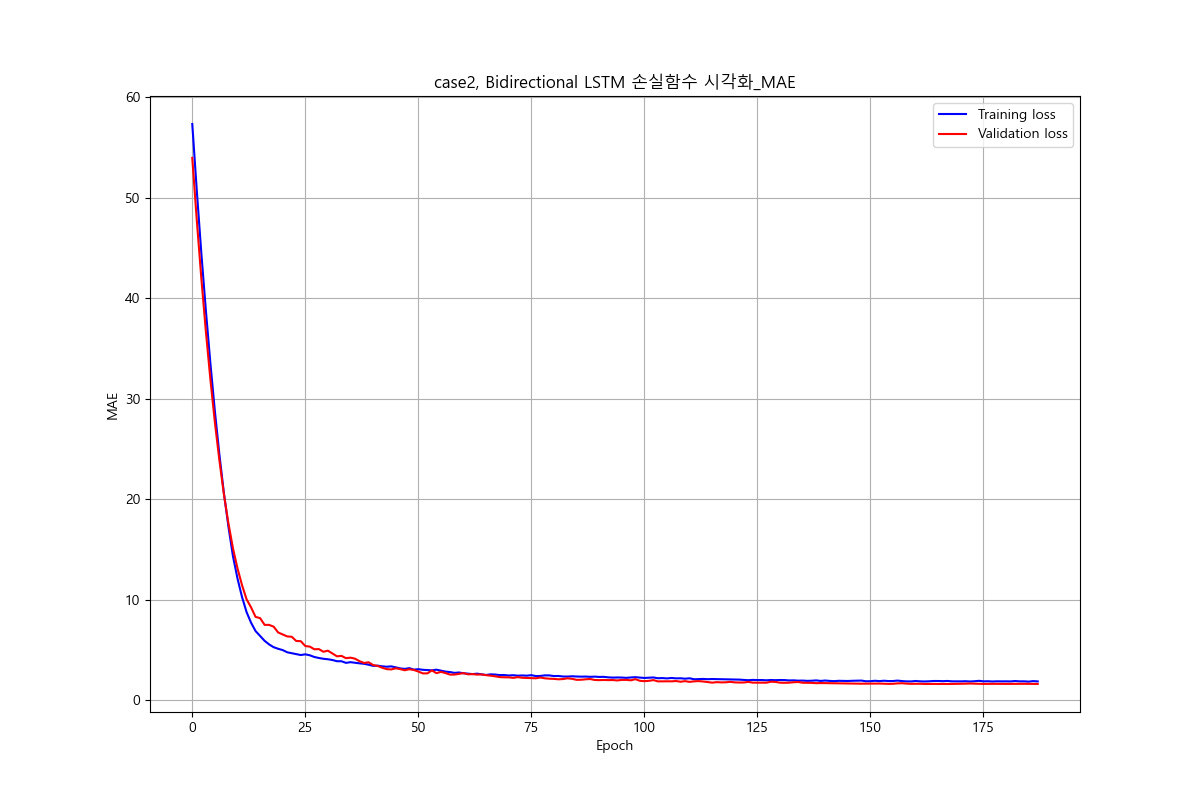 case2, Bidirectional LSTM 손실함수 시각화_MAE
Training loss
Validation loss
60
50
40
30
20
10
0
MAE
0 25 50 75 100 125 150 175
Epoch